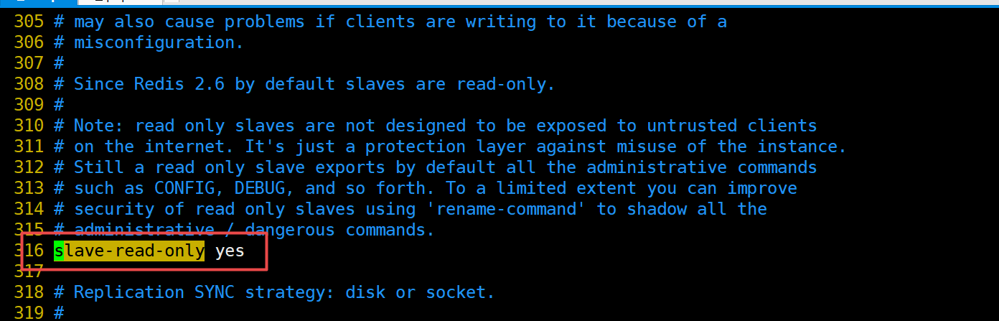 305 # may also cause problems if clients are writing to it because of a
306 # misconfiguration.
307 #
308 # Since Redis 2.6 by default slaves are read-only.
309 #
310 # Note: read only slaves are not designed to be exposed to untrusted clients
311 # on the internet. It's just a protection layer against misuse of the instance.
312 # Still a read only slave exports by default all the administrative commands
313 # such as CONFIG, DEBUG, and so forth. To a limited extent you can improve
314 # security of read only slaves using 'rename-command' to shadow all the
315 # administrative / dangerous commands.
316 slave-read-only yes
317
318 # Replication SYNC strategy: disk or socket.
319 #